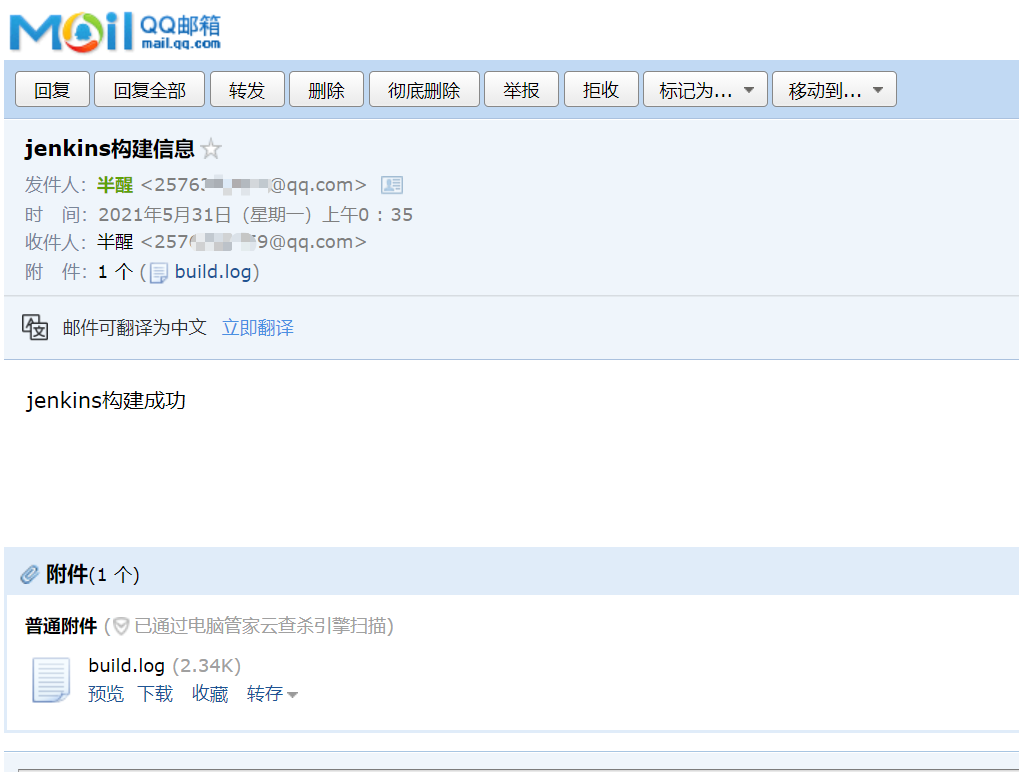 Mail QQ邮箱
mail.qq.com
回复 回复全部 转发 删除 彻底删除 举报 拒收 标记为... 移动到...
jenkins构建信息
发件人：半醒 <2576 @qq.com>
时 间：2021年5月31日（星期一）上午0：35
收件人：半醒 <257 9@qq.com>
附 件：1 个 (build.log)
邮件可翻译为中文 立即翻译
jenkins构建成功
附件(1 个)
普通附件 (已通过电脑管家云查杀引擎扫描)
build.log (2.34K)
预览 下载 收藏 转存